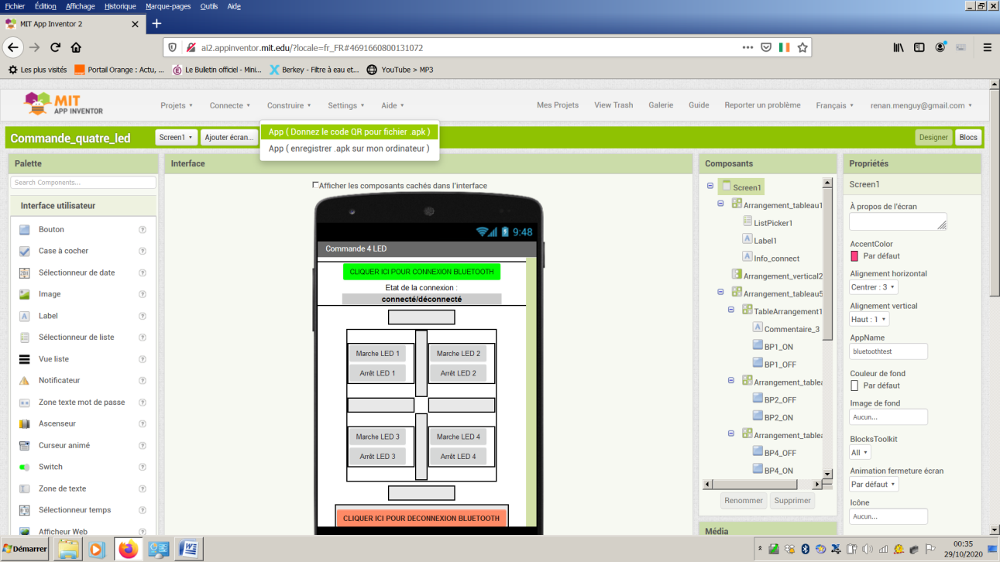 Fichier Édition Affichage Historique Marque-pages Outils Aide
MIT App Inventor 2
ai2.appinventor.mit.edu/?locale=fr_FR#4691660800131072
Les plus visités Portail Orange : Actu, ... Le Bulletin officiel - Mini... Berkey - Filtre à eau et... YouTube > MP3
MIT
APP INVENTOR
Projets Connecte Construire Settings Aide Mes Projets View Trash Galerie Guide Reporter un problème Français renan.menguy@gmail.com
App ( Donnez le code QR pour fichier .apk )
App ( enregistrer .apk sur mon ordinateur )
Commande_quatre_led Screen1 Ajouter écran... Designer Blocs
Palette
Search Components...
Interface utilisateur
Bouton
Case à cocher
Sélectionneur de date
Image
Label
Sélectionneur de liste
Vue liste
Notificateur
Zone texte mot de passe
Ascenseur
Curseur animé
Switch
Zone de texte
Sélectionneur temps
Afficheur Web
Interface
Afficher les composants cachés dans l'interface
9:48
Commande 4 LED
CLIQUER ICI POUR CONNEXION BLUETOOTH
Etat de la connexion :
connecté/déconnecté
Marche LED 1 Marche LED 2
Arrêt LED 1 Arrêt LED 2
Marche LED 3 Marche LED 4
Arrêt LED 3 Arrêt LED 4
CLIQUER ICI POUR DECONNEXION BLUETOOTH
Composants
Screen1
Arrangement_tableau1
ListPicker1
Label1
Info_connect
Arrangement_vertical2
Arrangement_tableau5
TableArrangement1
Commentaire_3
BP1_ON
BP1_OFF
Arrangement_table
BP2_OFF
BP2_ON
Arrangement_table
BP4_OFF
BP4_ON
Renommer Supprimer
Média
Propriétés
Screen1
À propos de l'écran
AccentColor
Par défaut
Alignement horizontal
Centrer : 3
Alignement vertical
Haut : 1
AppName
bluetoothtest
Couleur de fond
Par défaut
Image de fond
Aucun...
BlocksToolkit
All
Animation fermeture écran
Par défaut
Icône
Aucun...
Démarrer
00:35
29/10/2020